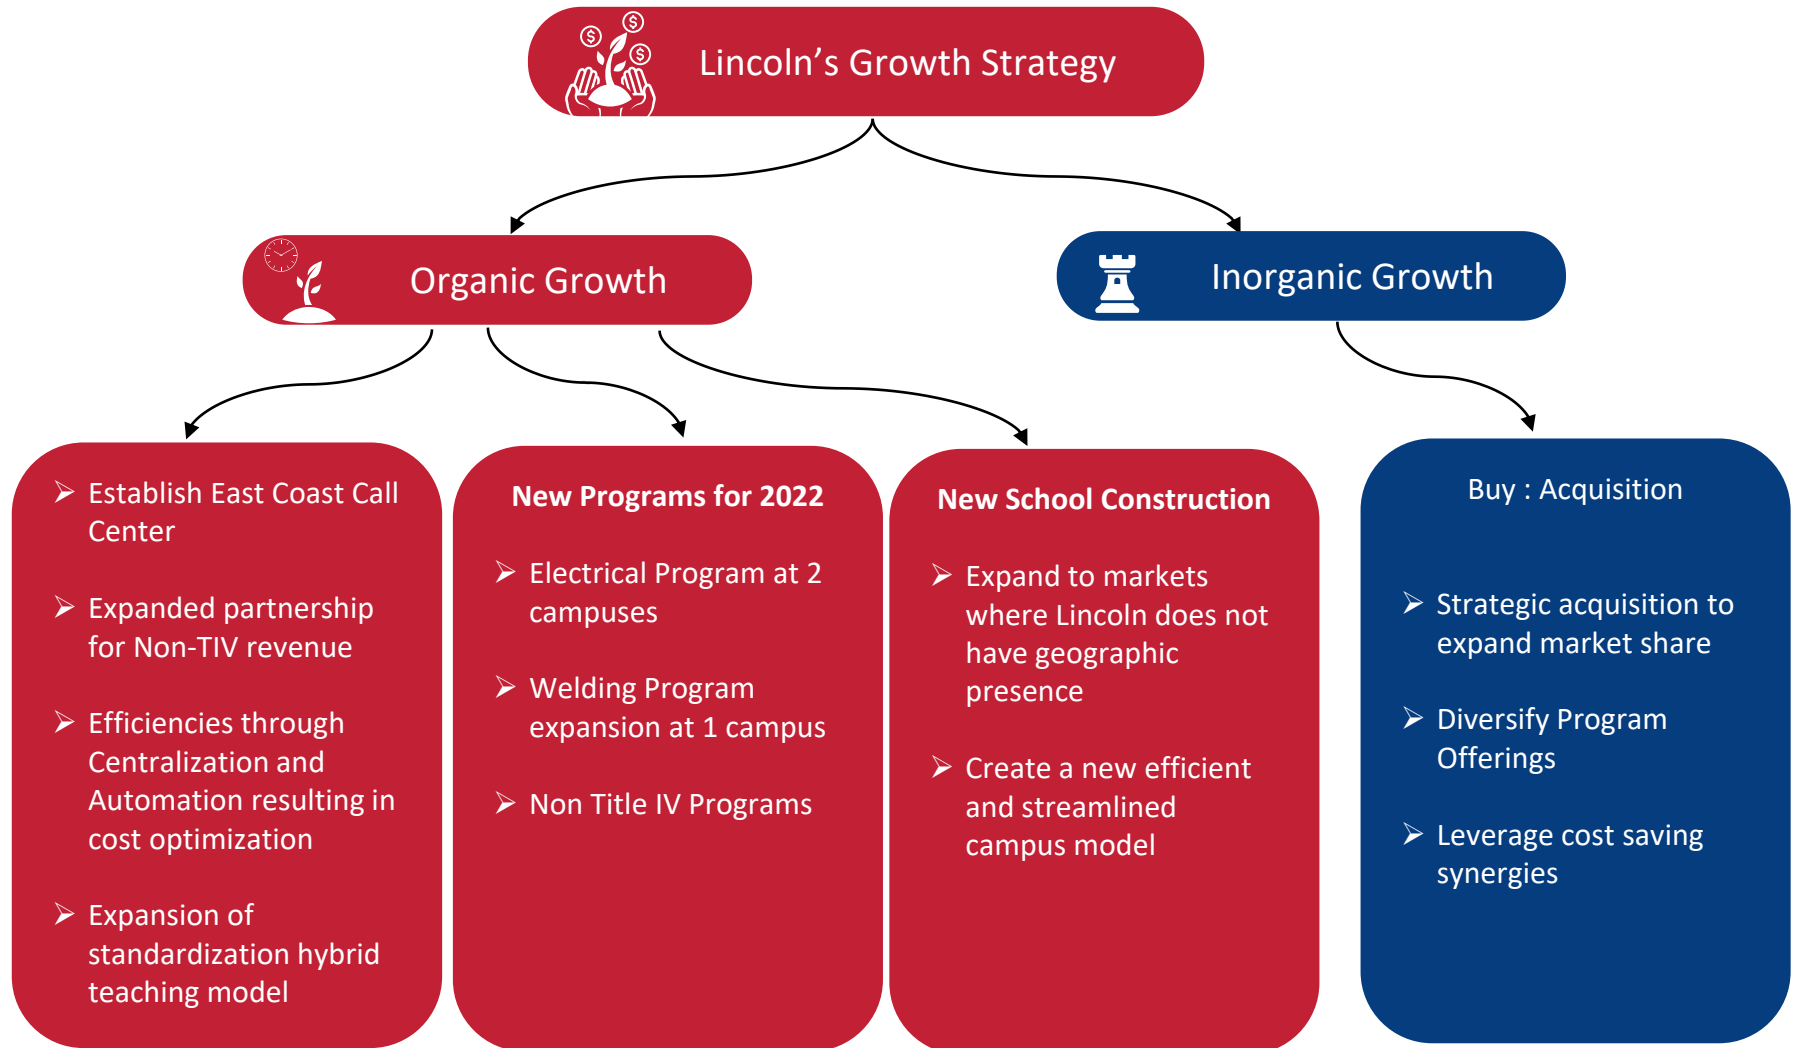 Lincoln's Growth Strategy
Organic Growth
Inorganic Growth
➢ Establish East Coast Call
Center
➢ Expanded partnership
for Non-TIV revenue
➢ Efficiencies through
Centralization and
Automation resulting in
cost optimization
➢ Expansion of
standardization hybrid
teaching model
New Programs for 2022
➢ Electrical Program at 2
campuses
➢ Welding Program
expansion at 1 campus
➢ Non Title IV Programs
New School Construction
➢ Expand to markets
where Lincoln does not
have geographic
presence
➢ Create a new efficient
and streamlined
campus model
Buy : Acquisition
➢ Strategic acquisition to
expand market share
➢ Diversify Program
Offerings
➢ Leverage cost saving
synergies